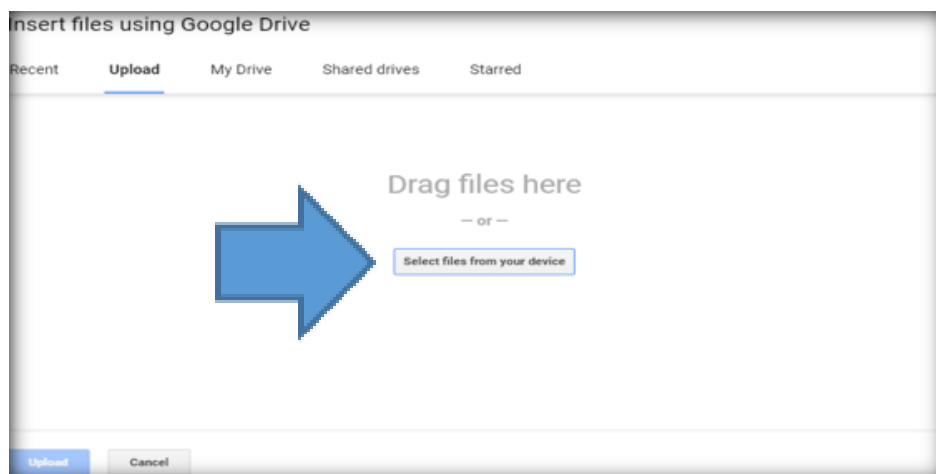 Insert files using Google Drive
Recent Upload My Drive Shared drives Starred
Drag files here
— or —
Select files from your device
Upload Cancel